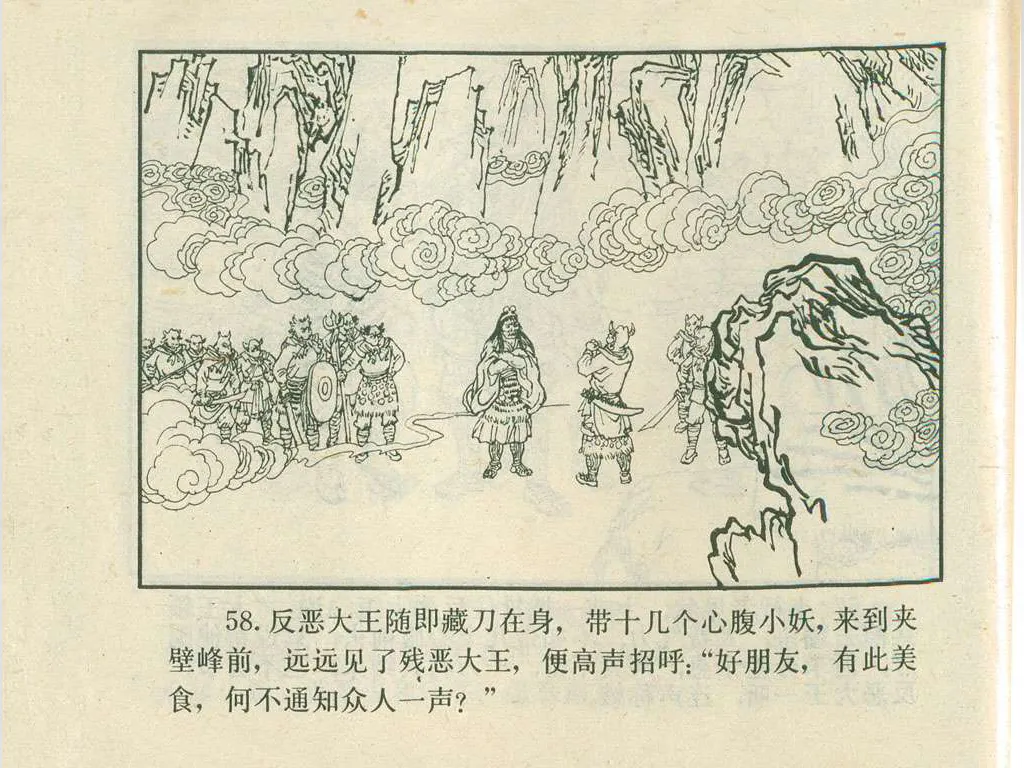 58. 反恶大王随即藏刀在身，带十几个心腹小妖，来到夹
壁峰前，远远见了残恶大王，便高声招呼：“好朋友，有此美
食，何不通知众人一声？”